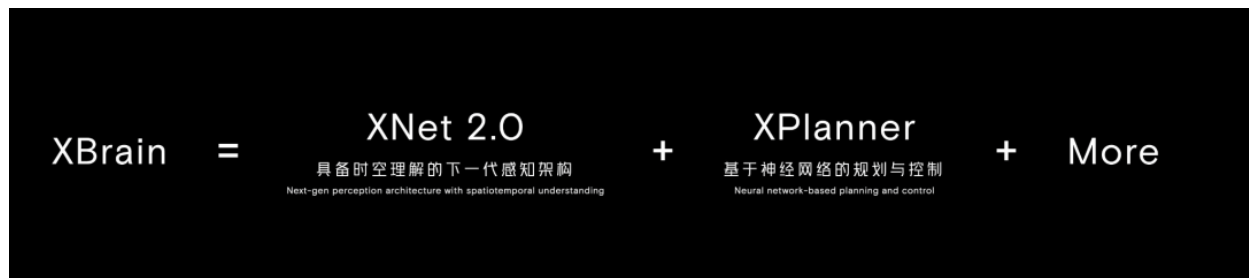 XBrain = XNet 2.0 + XPlanner + More
具备时空理解的下一代感知架构
Next-gen perception architecture with spatiotemporal understanding
基于神经网络的规划与控制
Neural network-based planning and control